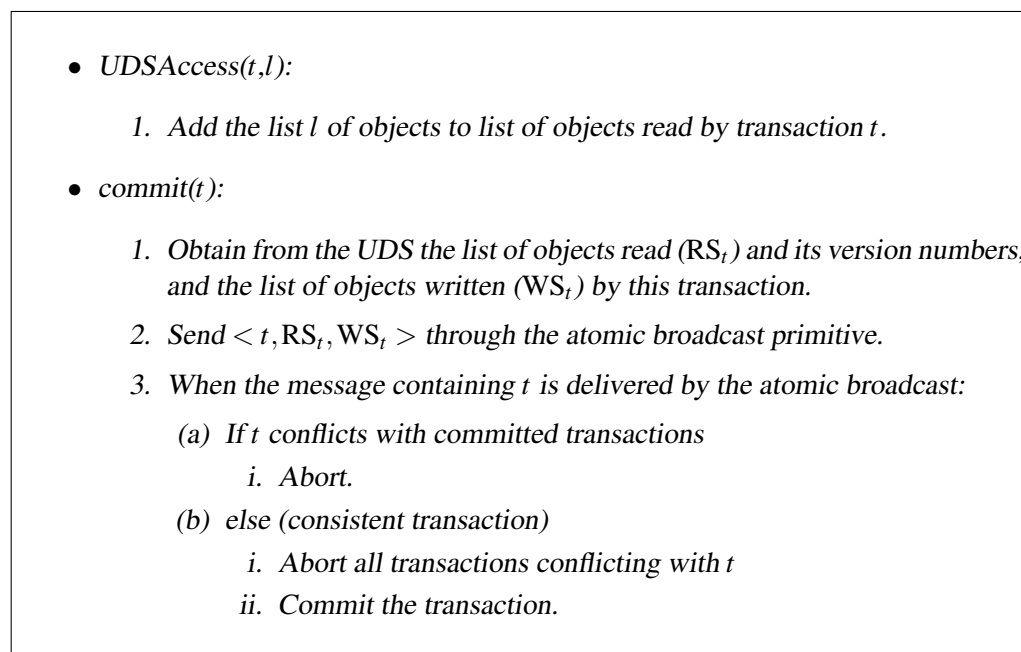 • UDSAccess(t,l):
1. Add the list l of objects to list of objects read by transaction t.
• commit(t):
1. Obtain from the UDS the list of objects read (RSₜ) and its version numbers,
and the list of objects written (WSₜ) by this transaction.
2. Send < t,RSₜ,WSₜ > through the atomic broadcast primitive.
3. When the message containing t is delivered by the atomic broadcast:
(a) If t conflicts with committed transactions
i. Abort.
(b) else (consistent transaction)
i. Abort all transactions conflicting with t
ii. Commit the transaction.